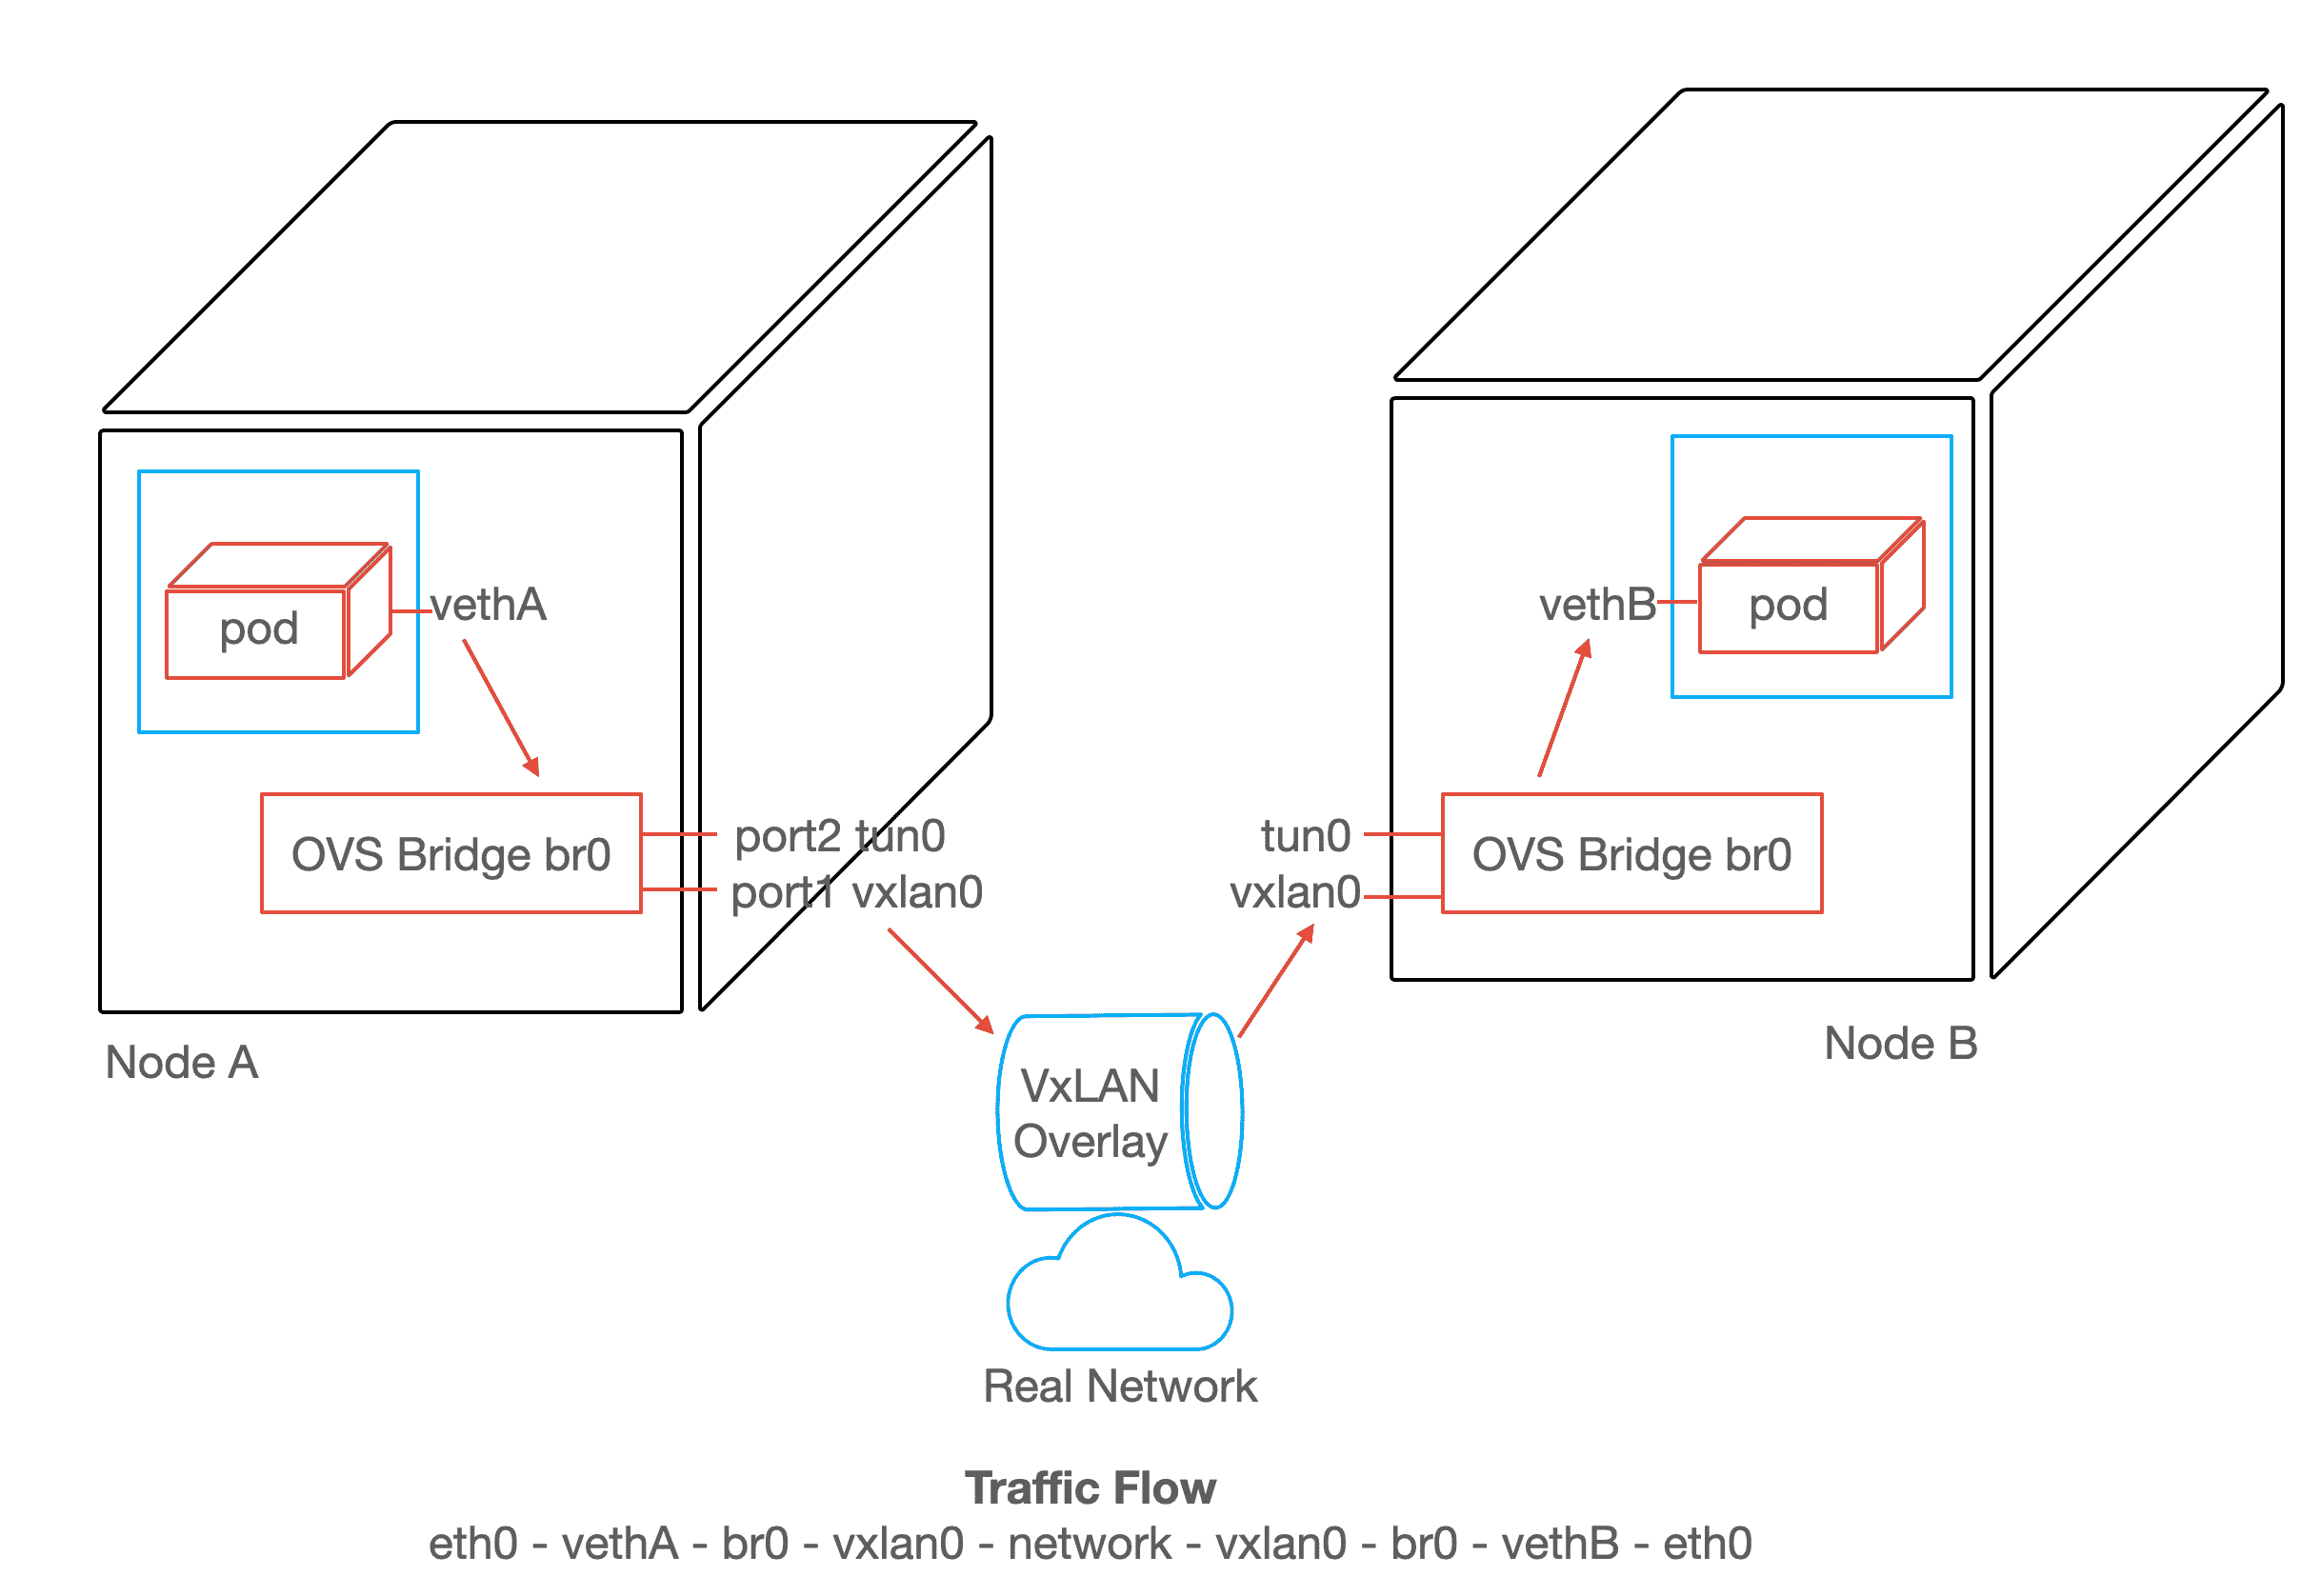 pod
vethA
OVS Bridge br0
port2 tun0
port1 vxlan0
Node A
vethB
pod
tun0
vxlan0
OVS Bridge br0
Node B
VxLAN
Overlay
Real Network
Traffic Flow
eth0 - vethA - br0 - vxlan0 - network - vxlan0 - br0 - vethB - eth0